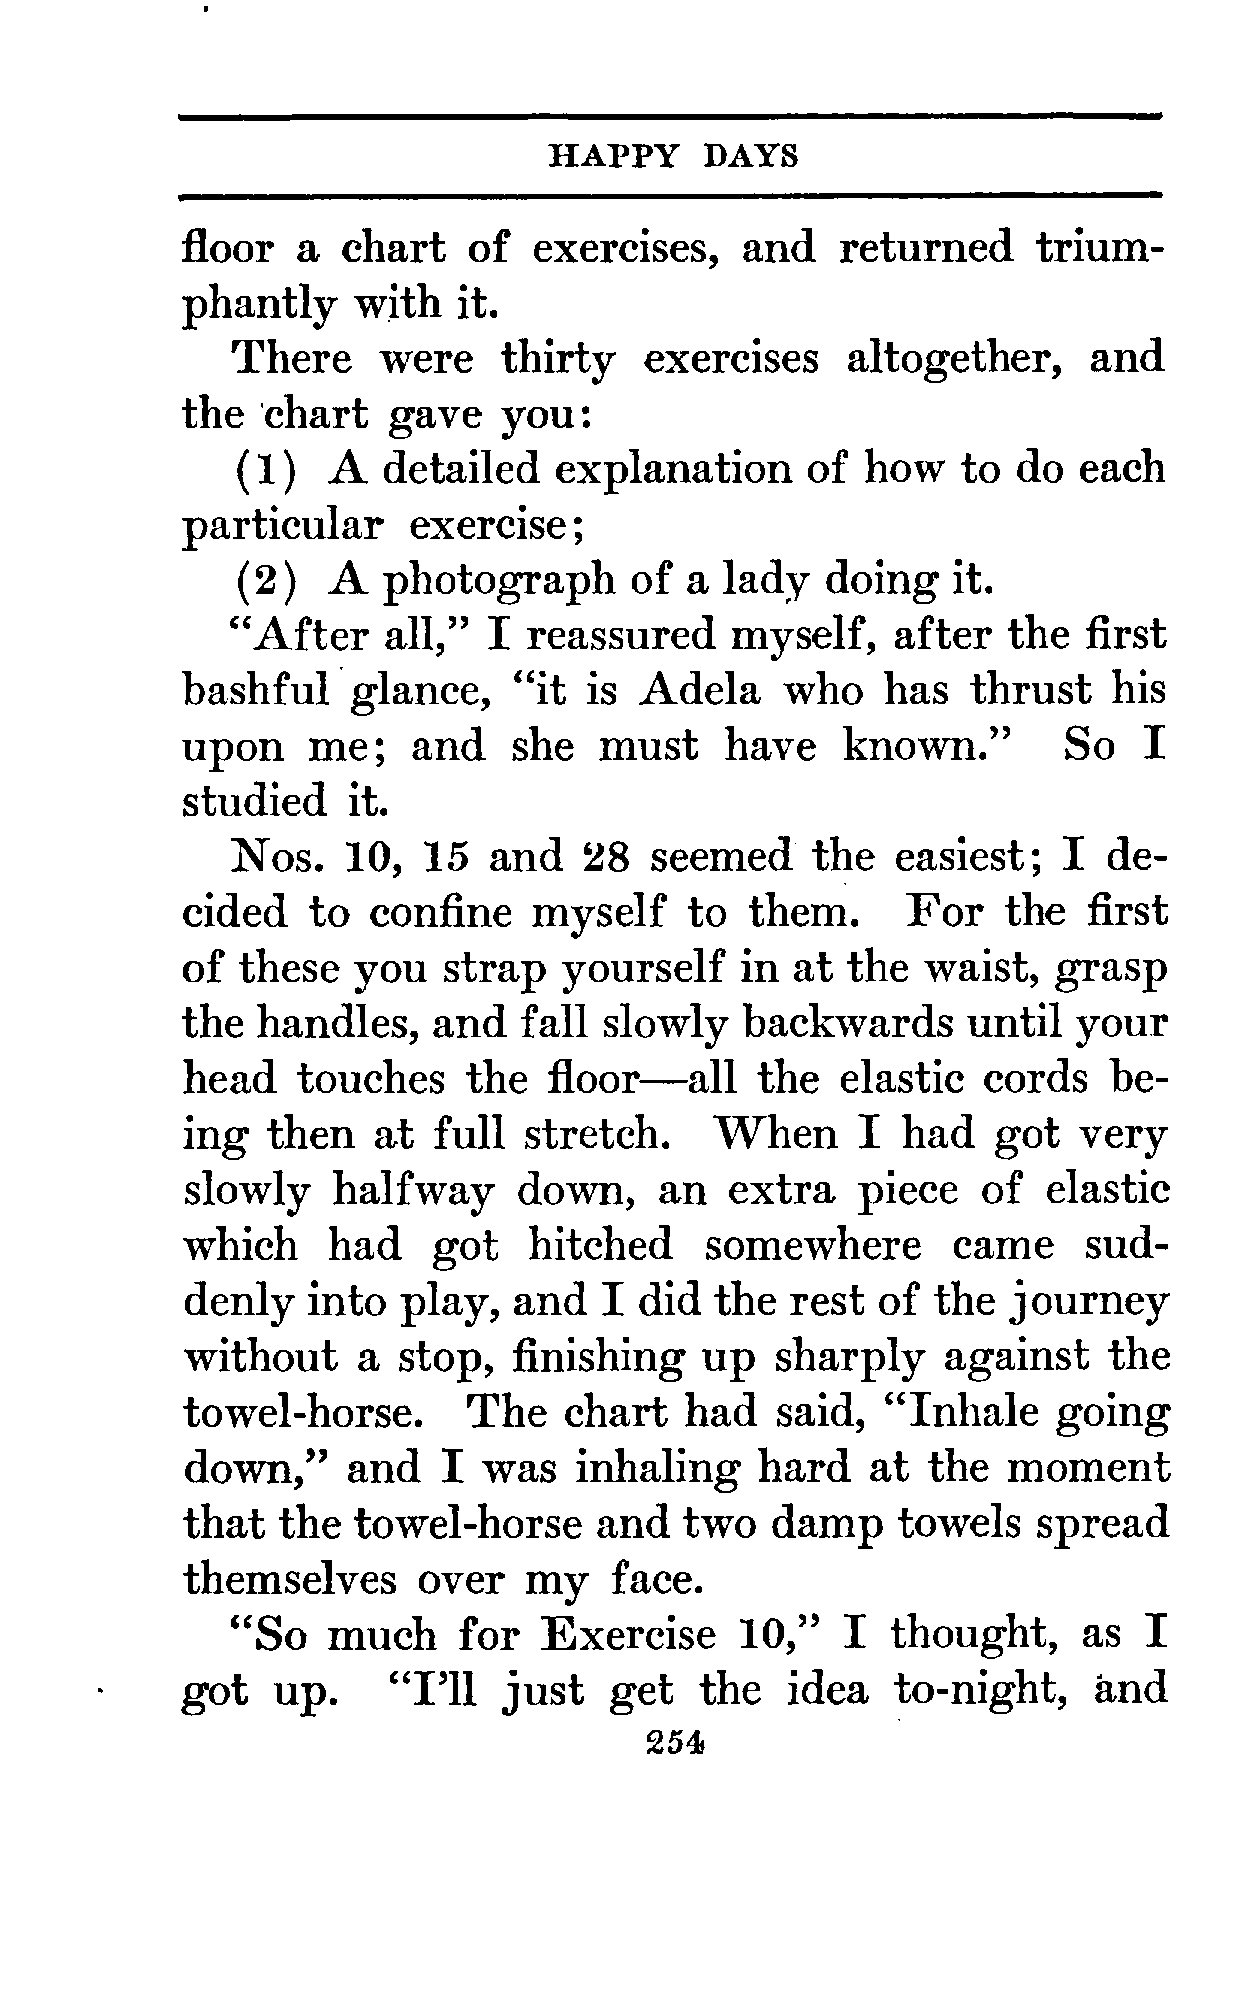 HAPPY DAYS
floor a chart of exercises, and returned trium-
phantly with it.
There were thirty exercises altogether, and
the chart gave you:
(1) A detailed explanation of how to do each
particular exercise;
(2) A photograph of a lady doing it.
“After all,” I reassured myself, after the first
bashful glance, “it is Adela who has thrust his
upon me; and she must have known.” So I
studied it.
Nos. 10, 15 and 28 seemed the easiest; I de-
cided to confine myself to them. For the first
of these you strap yourself in at the waist, grasp
the handles, and fall slowly backwards until your
head touches the floor—all the elastic cords be-
ing then at full stretch. When I had got very
slowly halfway down, an extra piece of elastic
which had got hitched somewhere came sud-
denly into play, and I did the rest of the journey
without a stop, finishing up sharply against the
towel-horse. The chart had said, “Inhale going
down,” and I was inhaling hard at the moment
that the towel-horse and two damp towels spread
themselves over my face.
“So much for Exercise 10,” I thought, as I
got up. “I’ll just get the idea to-night, and
254